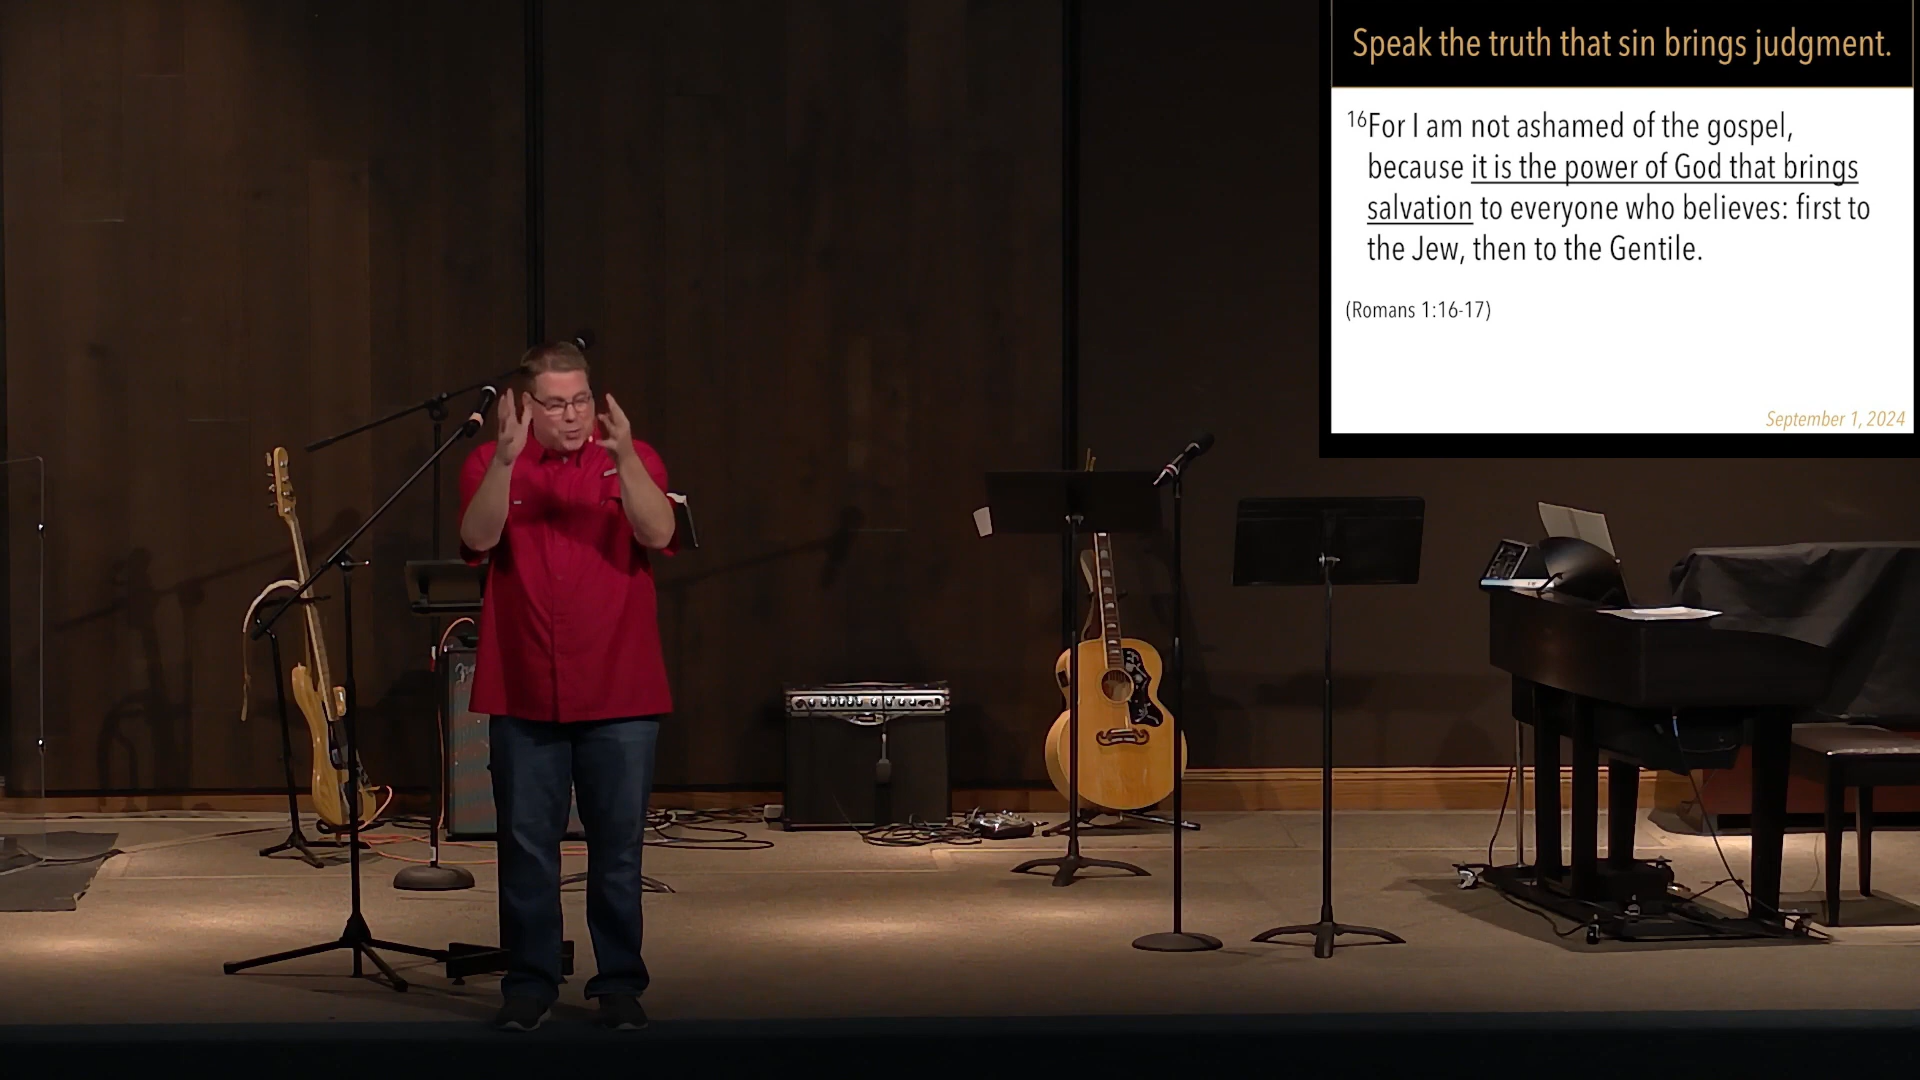 Speak the truth that sin brings judgment.
16For I am not ashamed of the gospel,
because it is the power of God that brings
salvation to everyone who believes: first to
the Jew, then to the Gentile.
(Romans 1:16-17)
September 1, 2024